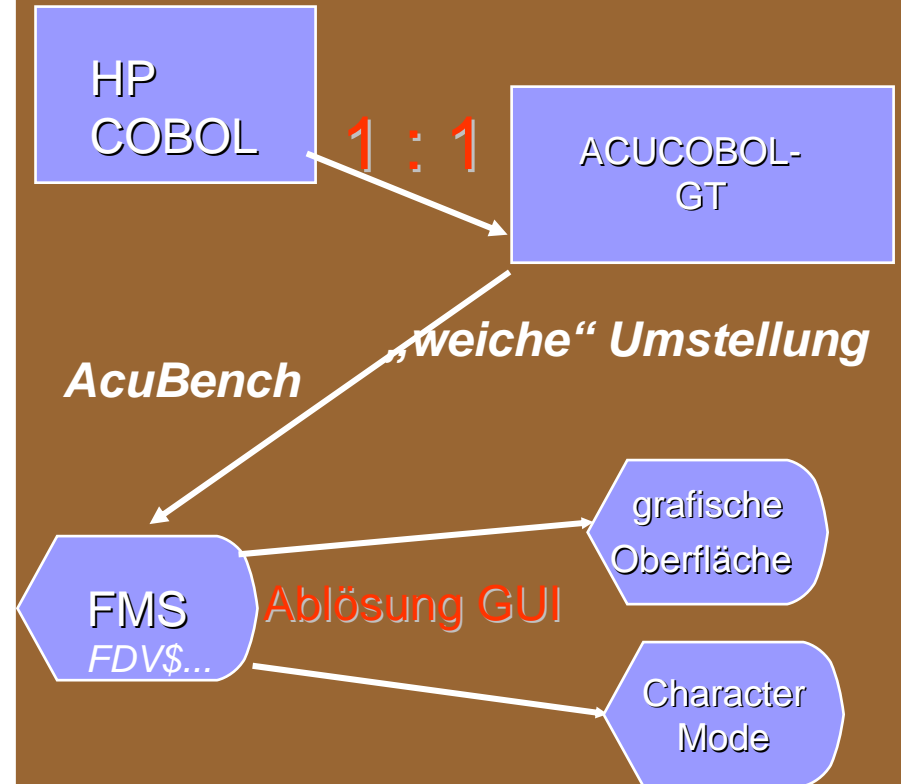 HP
COBOL
1 : 1
ACUCOBOL-
GT
„weiche“ Umstellung
AcuBench
grafische
Oberfläche
FMS
FDV$...
Ablösung GUI
Character
Mode